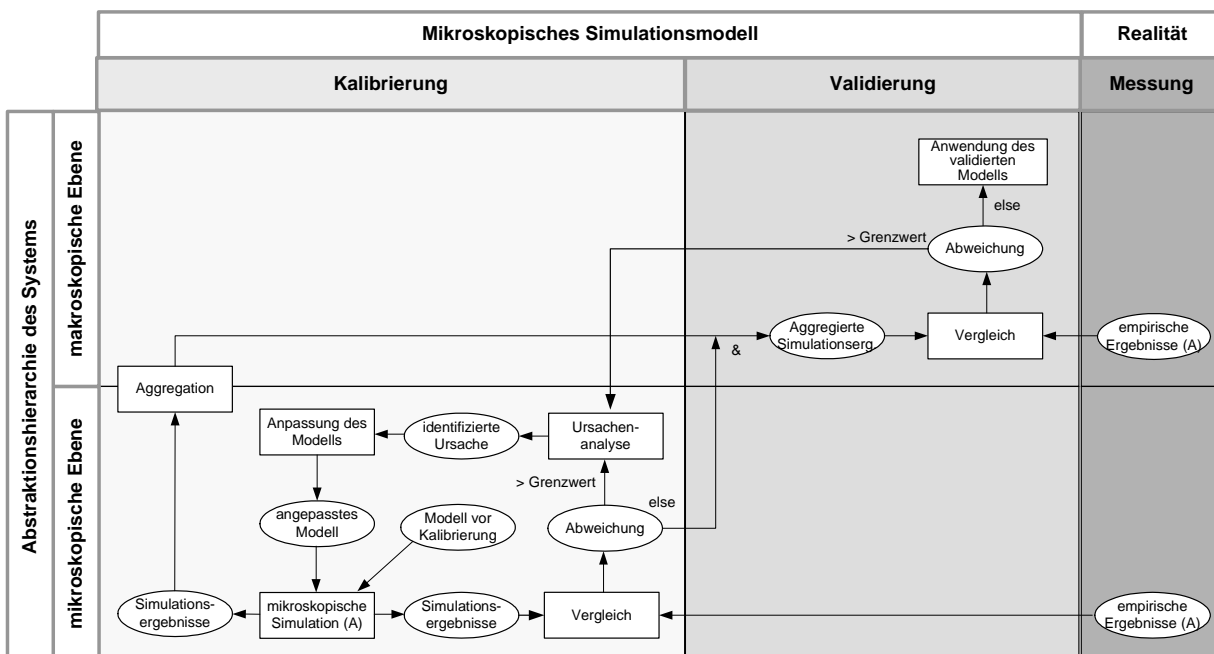 Mikroskopisches Simulationsmodell
Realität
Kalibrierung
Validierung
Messung
Abstraktionshierarchie des Systems
makroskopische Ebene
mikroskopische Ebene
Anwendung des
validierten
Modells
else
> Grenzwert
Abweichung
Aggregierte
Simulationserg
Vergleich
empirische
Ergebnisse (A)
&
Aggregation
Anpassung des
Modells
identifizierte
Ursache
Ursachen-
analyse
> Grenzwert
else
angepasstes
Modell
Modell vor
Kalibrierung
Abweichung
Simulations-
ergebnisse
mikroskopische
Simulation (A)
Simulations-
ergebnisse
Vergleich
empirische
Ergebnisse (A)